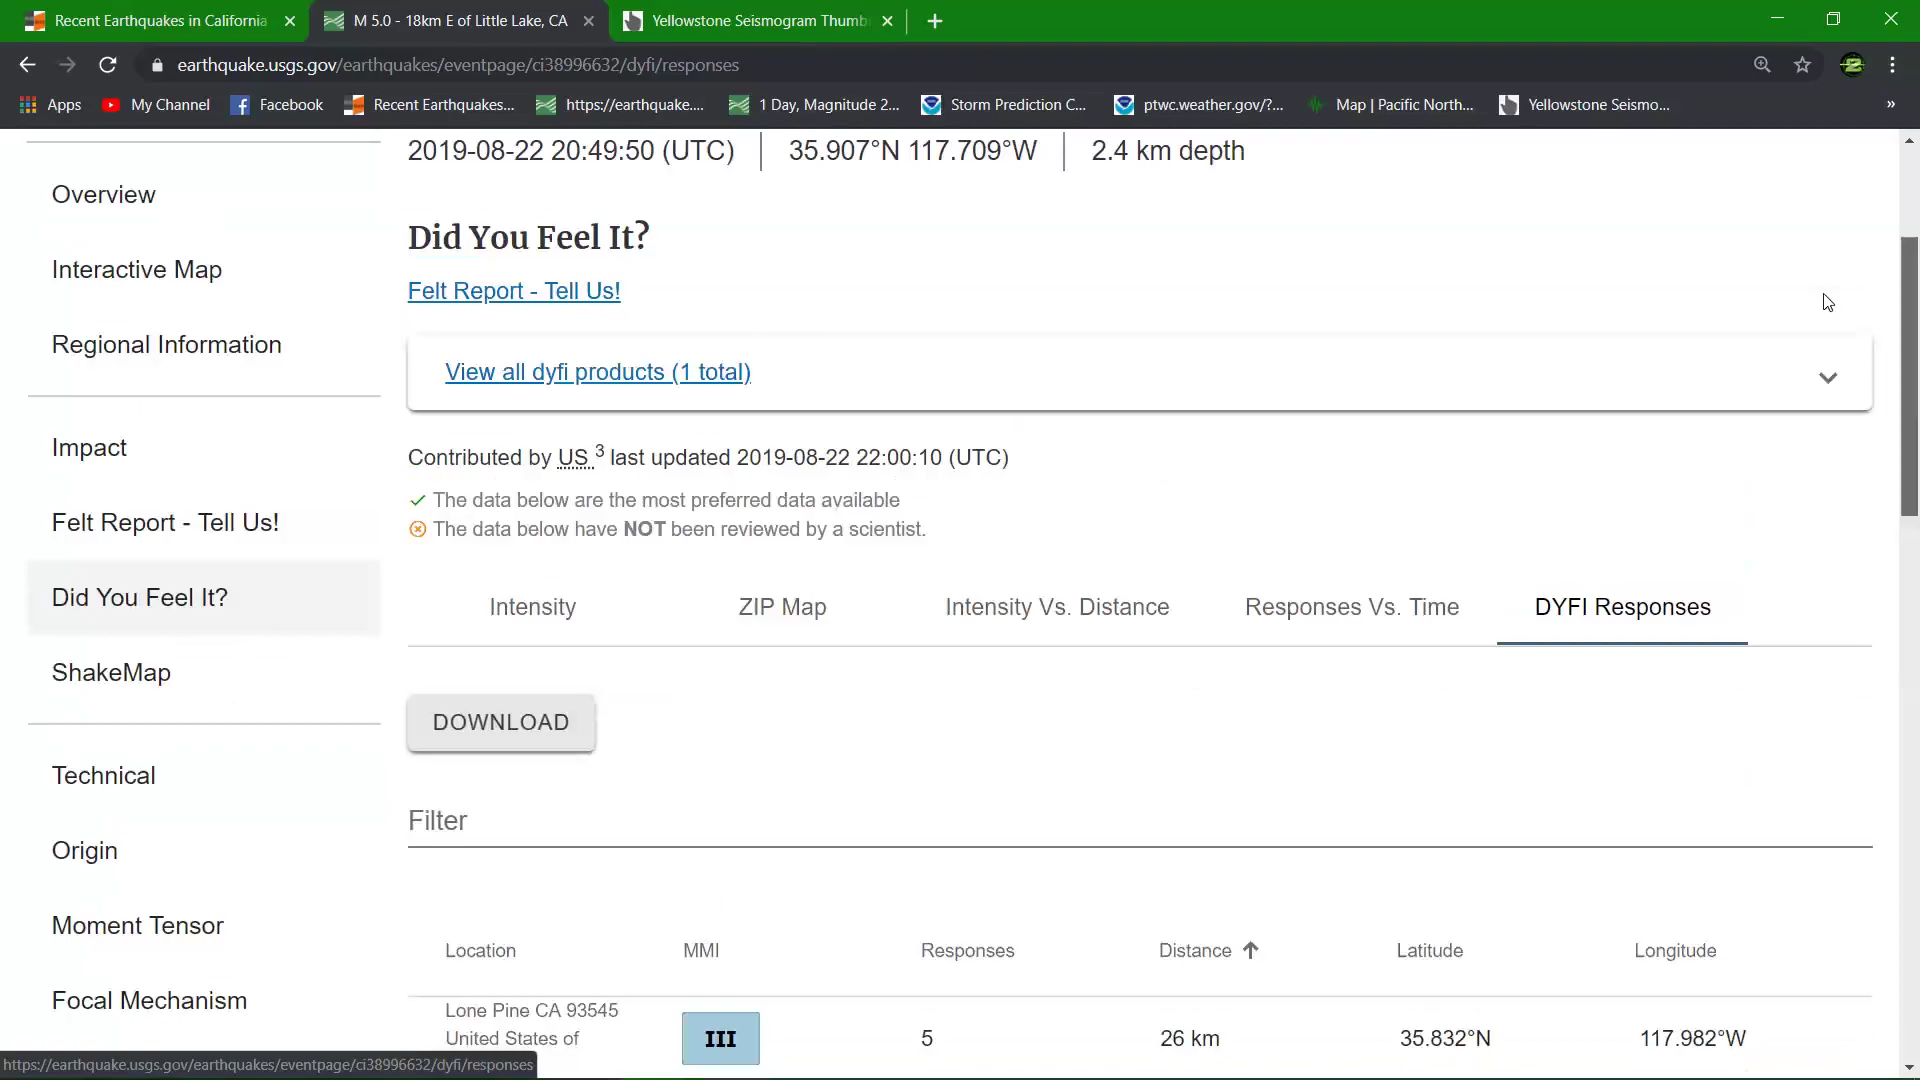 Recent Earthquakes in California
M 5.0 - 18km E of Little Lake, CA
Yellowstone Seismogram Thumb
earthquake.usgs.gov/earthquakes/eventpage/ci38996632/dyfi/responses
Apps
My Channel
Facebook
Recent Earthquakes...
https://earthquake....
1 Day, Magnitude 2...
Storm Prediction C...
ptwc.weather.gov/?...
Map | Pacific North...
Yellowstone Seismo...
»
2019-08-22 20:49:50 (UTC)
35.907°N 117.709°W
2.4 km depth
Overview
Interactive Map
Regional Information
Impact
Felt Report - Tell Us!
Did You Feel It?
ShakeMap
Technical
Origin
Moment Tensor
Focal Mechanism
Did You Feel It?
Felt Report - Tell Us!
View all dyfi products (1 total)
Contributed by US 3 last updated 2019-08-22 22:00:10 (UTC)
The data below are the most preferred data available
The data below have NOT been reviewed by a scientist.
Intensity
ZIP Map
Intensity Vs. Distance
Responses Vs. Time
DYFI Responses
DOWNLOAD
Filter
Location
MMI
Responses
Distance
Latitude
Longitude
Lone Pine CA 93545
United States of
III
5
26 km
35.832°N
117.982°W
https://earthquake.usgs.gov/earthquakes/eventpage/ci38996632/dyfi/responses